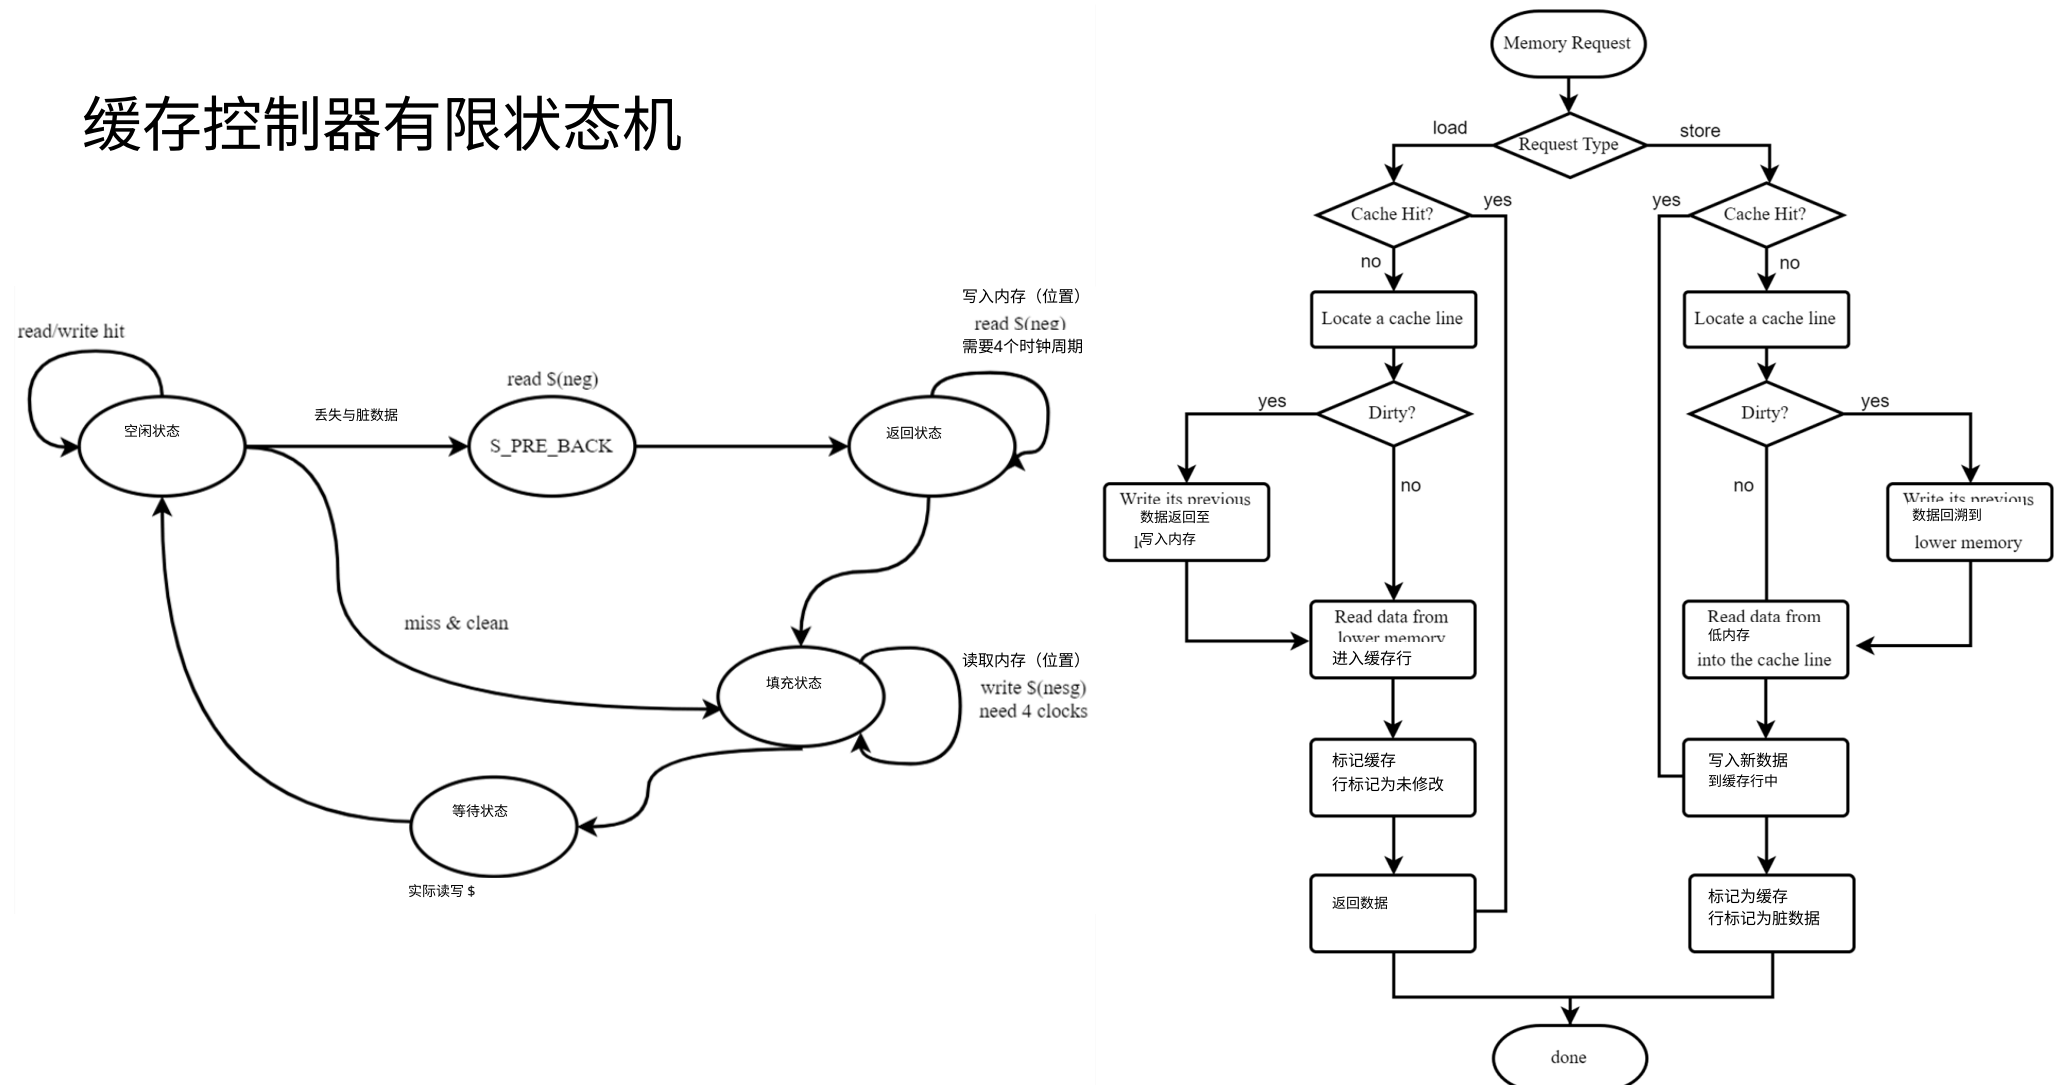 缓存控制器有限状态机
read/write hit
空闲状态
丢失与脏数据
read $(neg)
S_PRE_BACK
写入内存（位置）
read $(neg)
需要4个时钟周期
返回状态
miss & clean
填充状态
读取内存（位置）
write $(nesg)
need 4 clocks
等待状态
实际读写 $
Memory Request
Request Type
load
store
Cache Hit?
yes
no
Locate a cache line
Dirty?
yes
no
Write its previous
数据返回至
写入内存
Read data from
lower memory
进入缓存行
标记缓存
行标记为未修改
返回数据
Cache Hit?
yes
no
Locate a cache line
Dirty?
yes
no
Write its previous
数据回溯到
lower memory
Read data from
低内存
into the cache line
写入新数据
到缓存行中
标记为缓存
行标记为脏数据
done